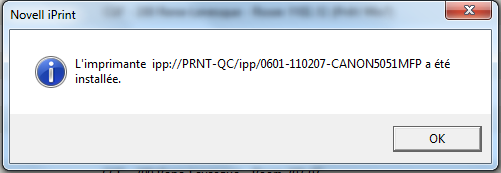 Novell iPrint
L'imprimante ipp://PRNT-QC/ipp/0601-110207-CANON5051MFP a été
installée.
OK